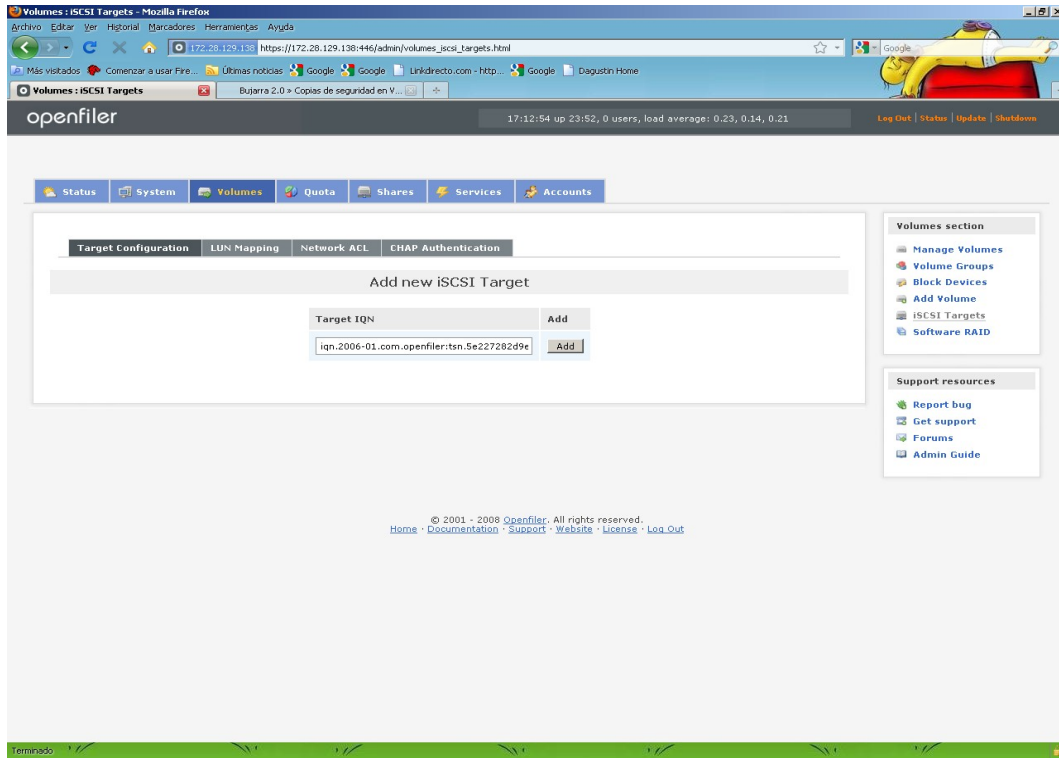 Volumes : iSCSI Targets - Mozilla Firefox
Archivo Editar Ver Historial Marcadores Herramientas Ayuda
172.28.129.138 https://172.28.129.138:446/admin/volumes_iscsi_targets.html
Google
Más visitados Comenzar a usar Fire... Últimas noticias Google Google Linkdirecto.com - http... Google Dagustin Home
Volumes : iSCSI Targets Bujarra 2.0 » Copias de seguridad en V...
openfiler
17:12:54 up 23:52, 0 users, load average: 0.23, 0.14, 0.21
Log Out | Status | Update | Shutdown
Status System Volumes Quota Shares Services Accounts
Target Configuration LUN Mapping Network ACL CHAP Authentication
Add new iSCSI Target
Target IQN Add
iqn.2006-01.com.openfiler:tsn.5e227282d9e Add
Volumes section
Manage Volumes
Volume Groups
Block Devices
Add Volume
iSCSI Targets
Software RAID
Support resources
Report bug
Get support
Forums
Admin Guide
© 2001 - 2008 Openfiler. All rights reserved.
Home · Documentation · Support · Website · License · Log Out
Terminado